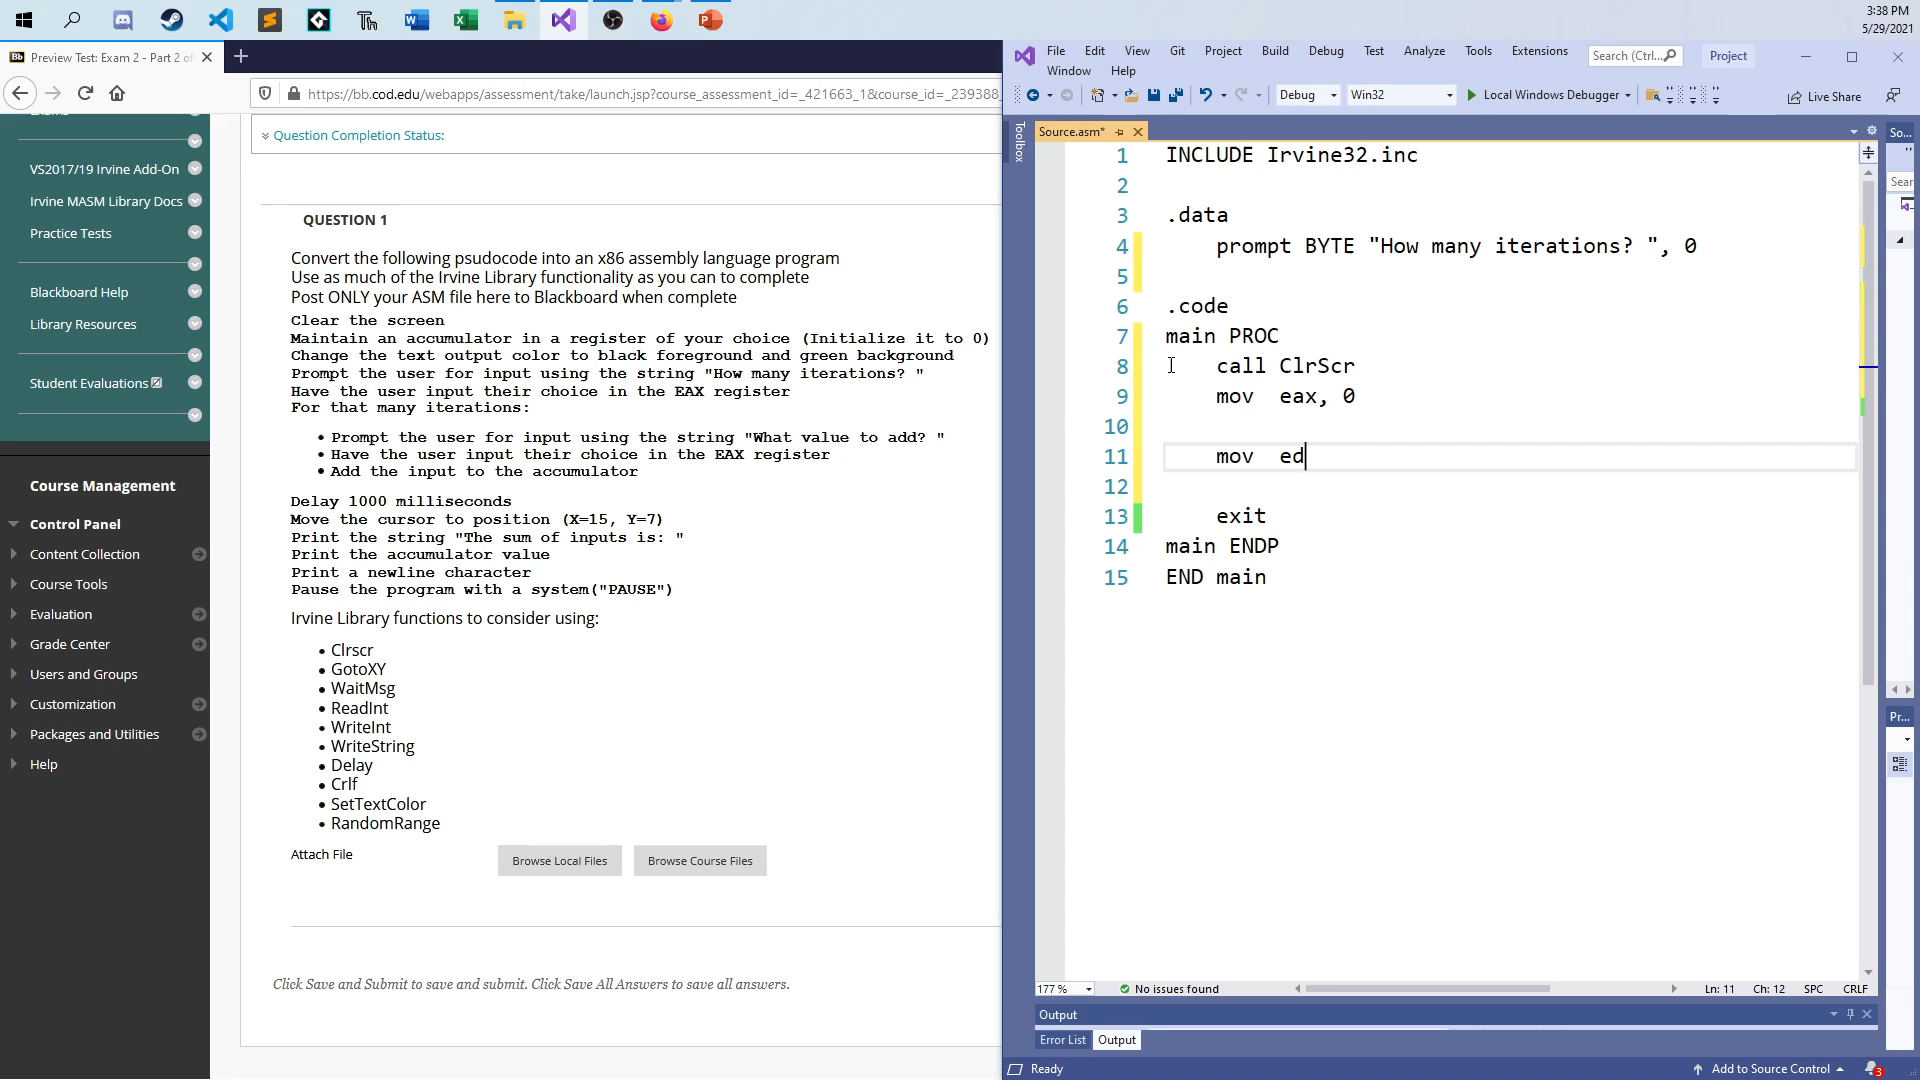 3:38 PM
5/29/2021
Bb Preview Test: Exam 2 - Part 2 of
https://bb.cod.edu/webapps/assessment/take/launch.jsp?course_assessment_id=_421663_1&course_id=_239388_
VS2017/19 Irvine Add-On
Irvine MASM Library Docs
Practice Tests
Blackboard Help
Library Resources
Student Evaluations
Course Management
Control Panel
Content Collection
Course Tools
Evaluation
Grade Center
Users and Groups
Customization
Packages and Utilities
Help
Question Completion Status:
QUESTION 1
Convert the following psudocode into an x86 assembly language program
Use as much of the Irvine Library functionality as you can to complete
Post ONLY your ASM file here to Blackboard when complete
Clear the screen
Maintain an accumulator in a register of your choice (Initialize it to 0)
Change the text output color to black foreground and green background
Prompt the user for input using the string "How many iterations? "
Have the user input their choice in the EAX register
For that many iterations:
• Prompt the user for input using the string "What value to add? "
• Have the user input their choice in the EAX register
• Add the input to the accumulator
Delay 1000 milliseconds
Move the cursor to position (X=15, Y=7)
Print the string "The sum of inputs is: "
Print the accumulator value
Print a newline character
Pause the program with a system("PAUSE")
Irvine Library functions to consider using:
• Clrscr
• GotoXY
• WaitMsg
• ReadInt
• WriteInt
• WriteString
• Delay
• Crlf
• SetTextColor
• RandomRange
Attach File Browse Local Files Browse Course Files
Click Save and Submit to save and submit. Click Save All Answers to save all answers.
File Edit View Git Project Build Debug Test Analyze Tools Extensions Search (Ctrl... Project
Window Help
Debug Win32 Local Windows Debugger Live Share
Toolbox
Source.asm*
So...
Sear
Pr...
1 INCLUDE Irvine32.inc
2
3 .data
4 prompt BYTE "How many iterations? ", 0
5
6 .code
7 main PROC
8 call ClrScr
9 mov eax, 0
10
11 mov ed
12
13 exit
14 main ENDP
15 END main
177 % No issues found Ln: 11 Ch: 12 SPC CRLF
Output
Error List Output
Ready Add to Source Control 3